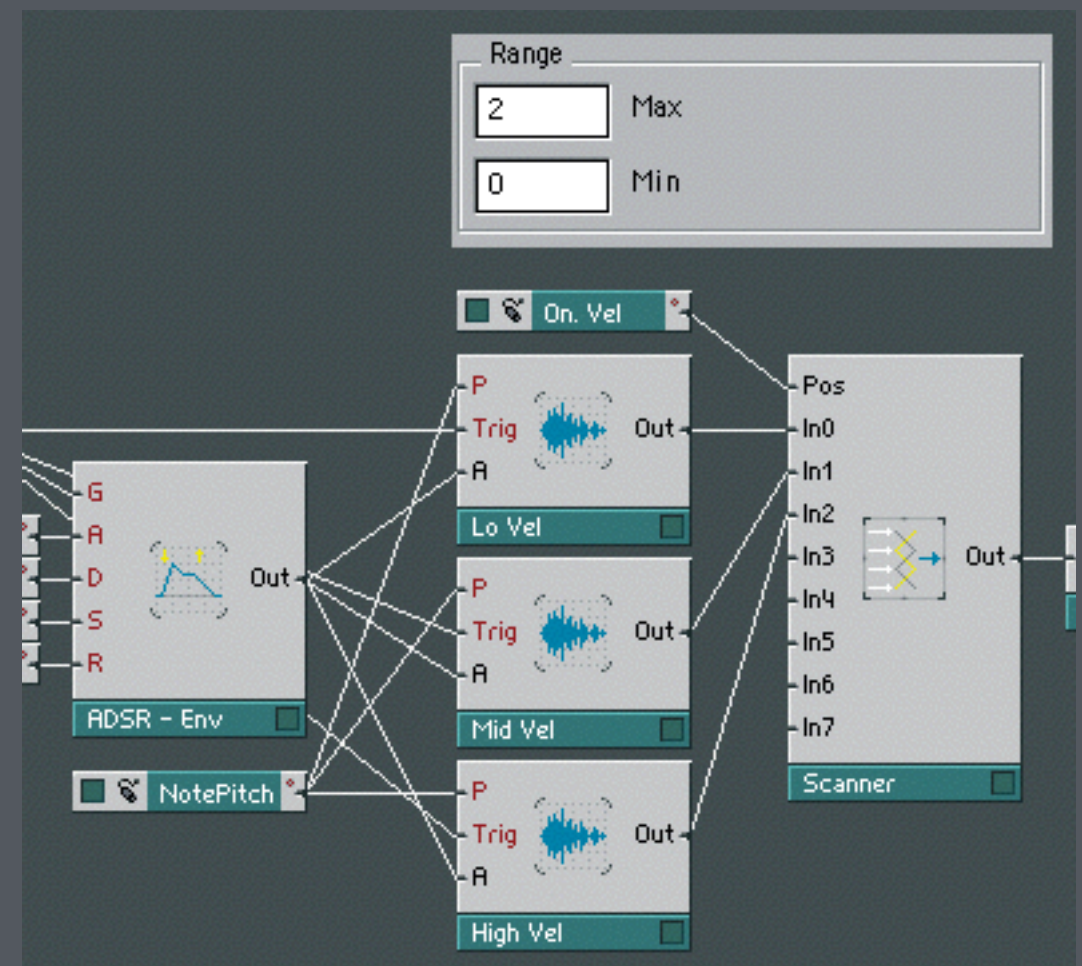 Range
2 Max
0 Min
On. Vel
P
Trig Out
A
Lo Vel
P
Trig Out
A
Mid Vel
P
Trig Out
A
High Vel
G
A
D Out
S
R
ADSR - Env
NotePitch
Pos
In0
In1
In2
In3 Out
In4
In5
In6
In7
Scanner